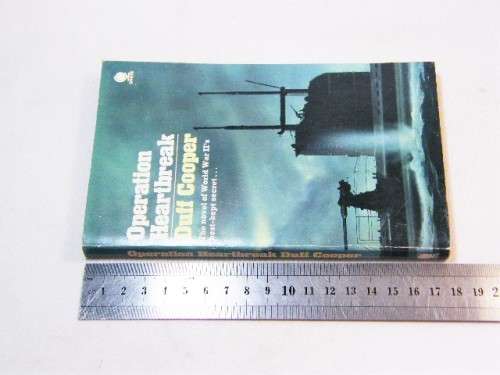 Operation
Heartbreak
Duff Cooper
The novel of World War II's
best-kept secret...
Operation Heartbreak Duff Cooper
1 2 3 4 5 6 7 8 9 10 11 12 13 14 15 16 17 18 19